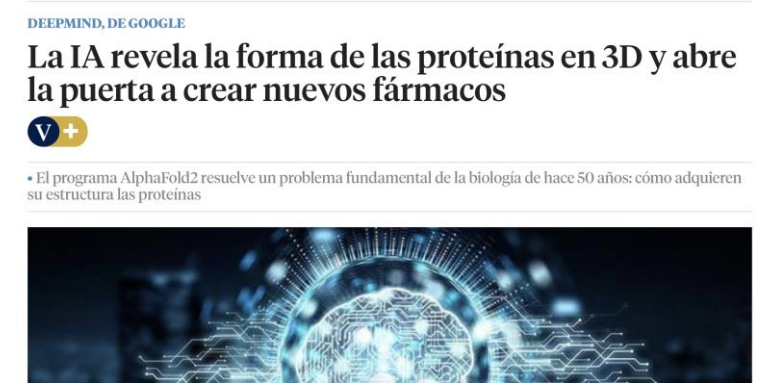 DEEPMIND, DE GOOGLE
La IA revela la forma de las proteínas en 3D y abre
la puerta a crear nuevos fármacos
V+
• El programa AlphaFold2 resuelve un problema fundamental de la biología de hace 50 años: cómo adquieren
su estructura las proteínas